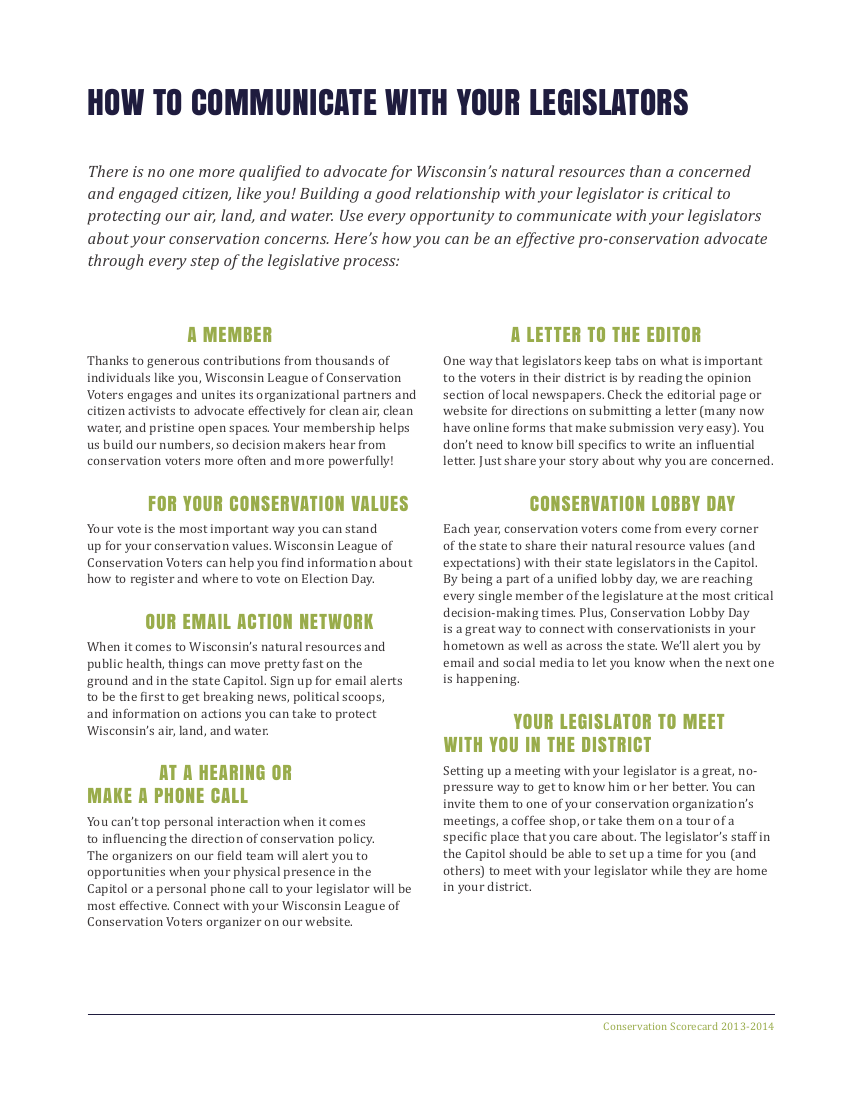 HOW TO COMMUNICATE WITH YOUR LEGISLATORS
There is no one more qualified to advocate for Wisconsin's natural resources than a concerned
and engaged citizen, like you! Building a good relationship with your legislator is critical to
protecting our air, land, and water. Use every opportunity to communicate with your legislators
about your conservation concerns. Here's how you can be an effective pro-conservation advocate
through every step of the legislative process:
A MEMBER
Thanks to generous contributions from thousands of
individuals like you, Wisconsin League of Conservation
Voters engages and unites its organizational partners and
citizen activists to advocate effectively for clean air, clean
water, and pristine open spaces. Your membership helps
us build our numbers, so decision makers hear from
conservation voters more often and more powerfully!
FOR YOUR CONSERVATION VALUES
Your vote is the most important way you can stand
up for your conservation values. Wisconsin League of
Conservation Voters can help you find information about
how to register and where to vote on Election Day.
OUR EMAIL ACTION NETWORK
When it comes to Wisconsin's natural resources and
public health, things can move pretty fast on the
ground and in the state Capitol. Sign up for email alerts
to be the first to get breaking news, political scoops,
and information on actions you can take to protect
Wisconsin's air, land, and water.
AT A HEARING OR
MAKE A PHONE CALL
You can't top personal interaction when it comes
to influencing the direction of conservation policy.
The organizers on our field team will alert you to
opportunities when your physical presence in the
Capitol or a personal phone call to your legislator will be
most effective. Connect with your Wisconsin League of
Conservation Voters organizer on our website.
A LETTER TO THE EDITOR
One way that legislators keep tabs on what is important
to the voters in their district is by reading the opinion
section of local newspapers. Check the editorial page or
website for directions on submitting a letter (many now
have online forms that make submission very easy). You
don't need to know bill specifics to write an influential
letter. Just share your story about why you are concerned.
CONSERVATION LOBBY DAY
Each year, conservation voters come from every corner
of the state to share their natural resource values (and
expectations) with their state legislators in the Capitol.
By being a part of a unified lobby day, we are reaching
every single member of the legislature at the most critical
decision-making times. Plus, Conservation Lobby Day
is a great way to connect with conservationists in your
hometown as well as across the state. We'll alert you by
email and social media to let you know when the next one
is happening.
YOUR LEGISLATOR TO MEET
WITH YOU IN THE DISTRICT
Setting up a meeting with your legislator is a great, no-
pressure way to get to know him or her better. You can
invite them to one of your conservation organization's
meetings, a coffee shop, or take them on a tour of a
specific place that you care about. The legislator's staff in
the Capitol should be able to set up a time for you (and
others) to meet with your legislator while they are home
in your district.
Conservation Scorecard 2013-2014